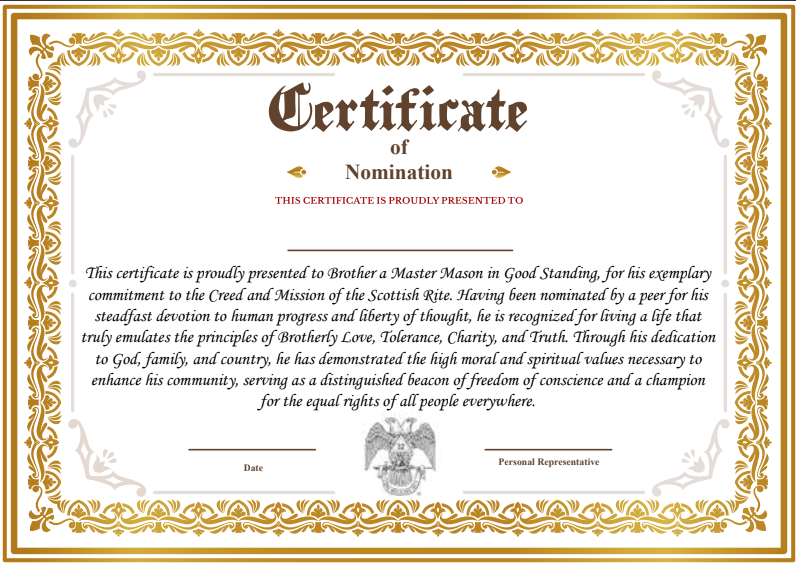 Certificate
of
Nomination
THIS CERTIFICATE IS PROUDLY PRESENTED TO
This certificate is proudly presented to Brother a Master Mason in Good Standing, for his exemplary
commitment to the Creed and Mission of the Scottish Rite. Having been nominated by a peer for his
steadfast devotion to human progress and liberty of thought, he is recognized for living a life that
truly emulates the principles of Brotherly Love, Tolerance, Charity, and Truth. Through his dedication
to God, family, and country, he has demonstrated the high moral and spiritual values necessary to
enhance his community, serving as a distinguished beacon of freedom of conscience and a champion
for the equal rights of all people everywhere.
32
Date
Personal Representative